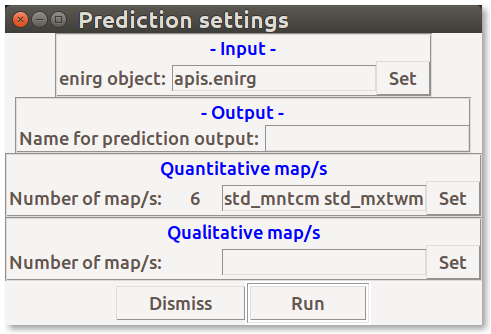 Prediction settings
- Input -
enirg object: apis.enirg Set
- Output -
Name for prediction output:
Quantitative map/s
Number of map/s: 6 std_mntcm std_mxtwm Set
Qualitative map/s
Number of map/s: Set
Dismiss Run